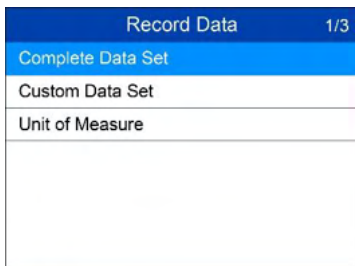 Record Data 1/3
Complete Data Set
Custom Data Set
Unit of Measure